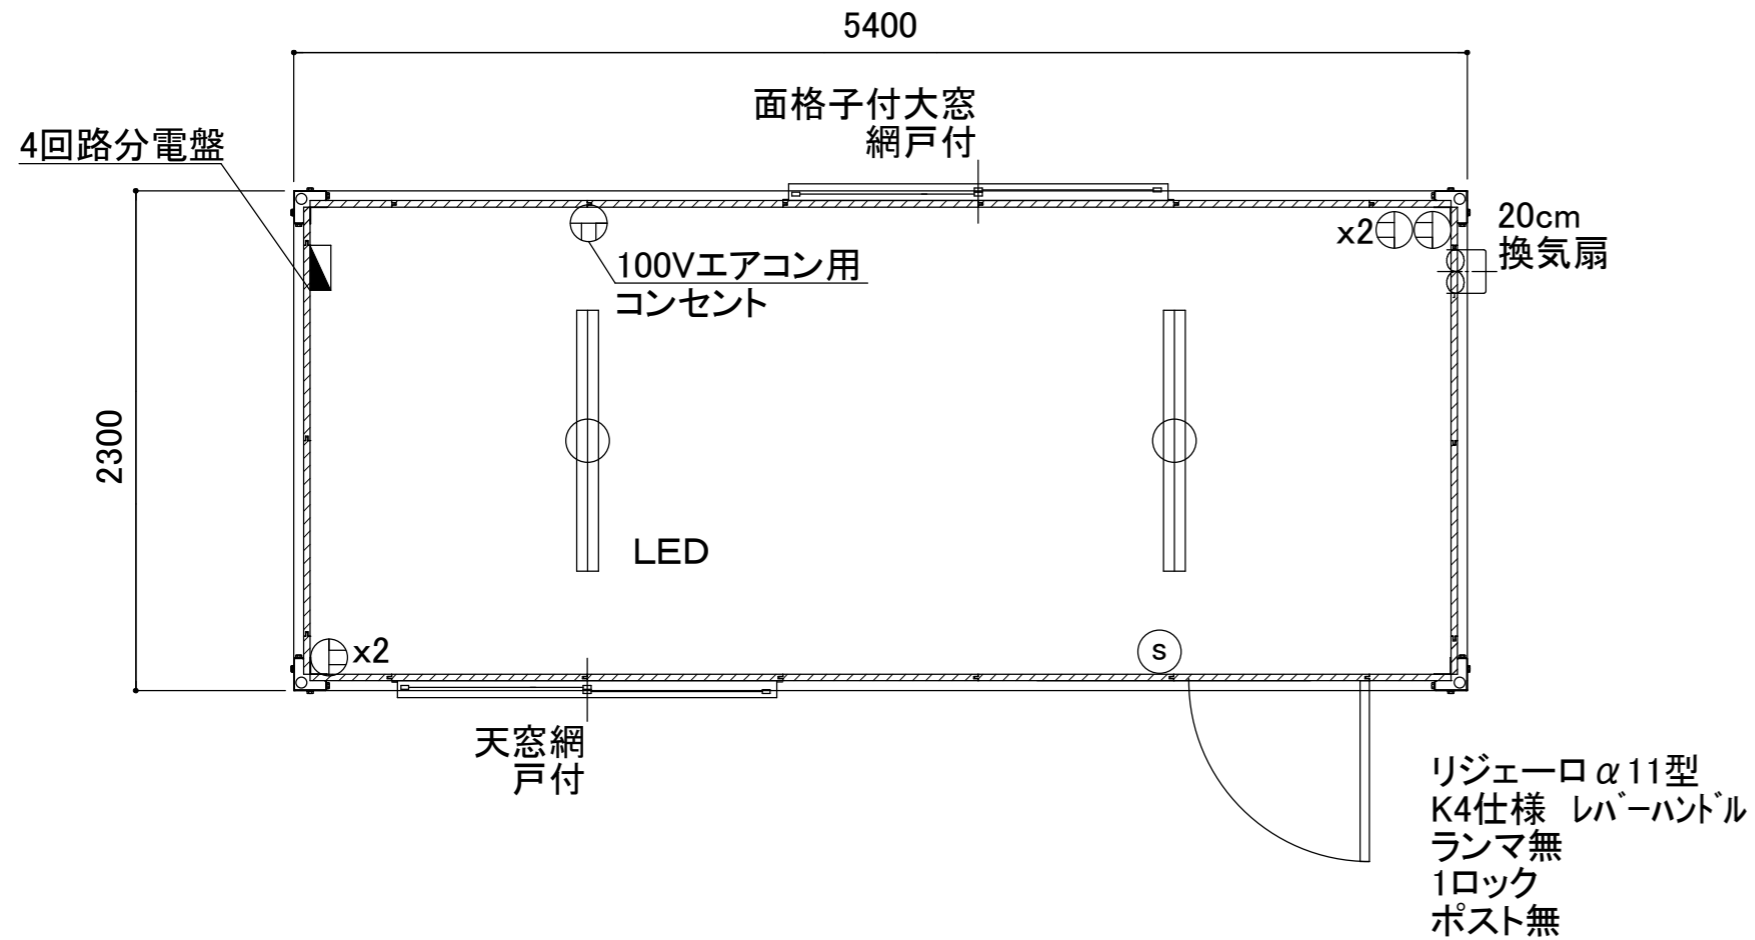 5400
面格子付大窓
網戸付
4回路分電盤
20cm
換気扇
x2
100Vエアコン用
コンセント
2300
LED
x2
S
天窓網
戸付
リジェーロα11型
K4仕様 ﾚﾊﾞｰﾊﾝﾄﾞﾙ
ランマ無
1ロック
ポスト無